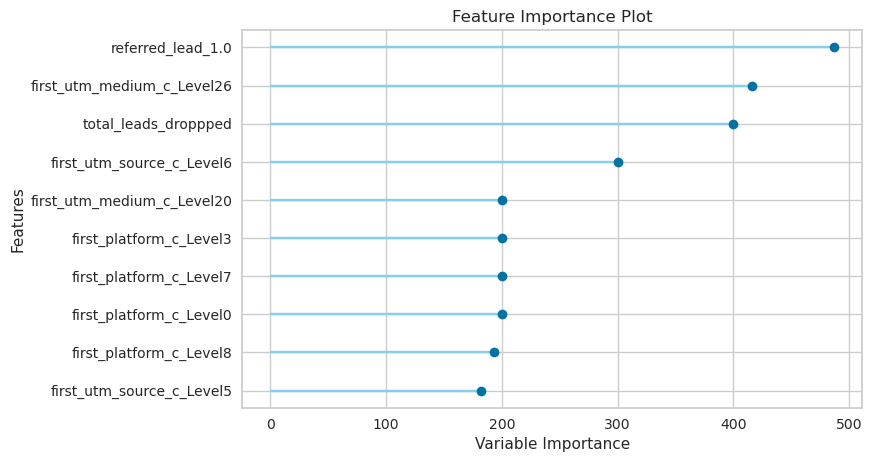 Feature Importance Plot
referred_lead_1.0
first_utm_medium_c_Level26
total_leads_droppped
first_utm_source_c_Level6
first_utm_medium_c_Level20
first_platform_c_Level3
first_platform_c_Level7
first_platform_c_Level0
first_platform_c_Level8
first_utm_source_c_Level5
Features
0 100 200 300 400 500
Variable Importance